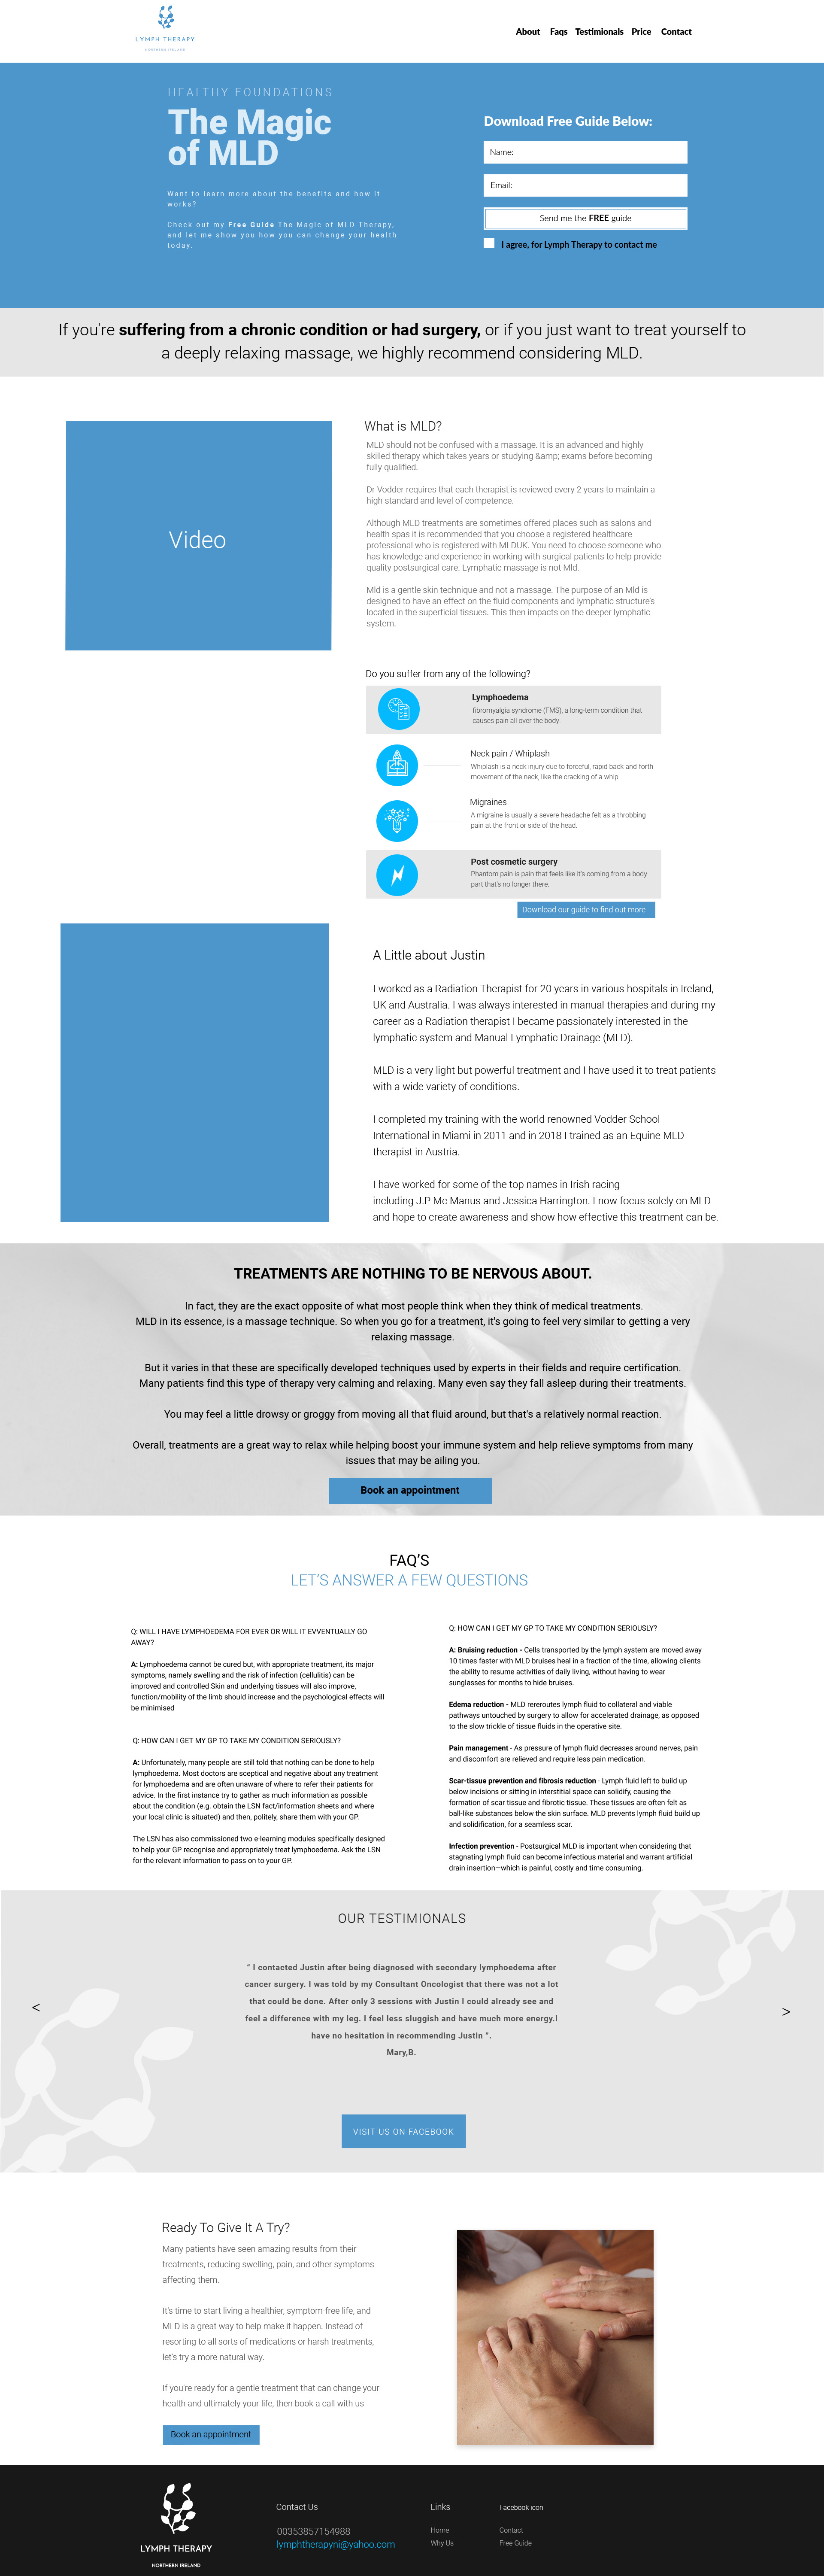 LYMPH THERAPY
NORTHERN IRELAND
About Faqs Testimionals Price Contact
HEALTHY FOUNDATIONS
The Magic
of MLD
Want to learn more about the benefits and how it
works?
Check out my Free Guide The Magic of MLD Therapy,
and let me show you how you can change your health
today.
Download Free Guide Below:
Name:
Email:
Send me the FREE guide
I agree, for Lymph Therapy to contact me
If you're suffering from a chronic condition or had surgery, or if you just want to treat yourself to
a deeply relaxing massage, we highly recommend considering MLD.
Video
What is MLD?
MLD should not be confused with a massage. It is an advanced and highly
skilled therapy which takes years or studying &amp; exams before becoming
fully qualified.
Dr Vodder requires that each therapist is reviewed every 2 years to maintain a
high standard and level of competence.
Although MLD treatments are sometimes offered places such as salons and
health spas it is recommended that you choose a registered healthcare
professional who is registered with MLDUK. You need to choose someone who
has knowledge and experience in working with surgical patients to help provide
quality postsurgical care. Lymphatic massage is not Mld.
Mld is a gentle skin technique and not a massage. The purpose of an Mld is
designed to have an effect on the fluid components and lymphatic structure's
located in the superficial tissues. This then impacts on the deeper lymphatic
system.
Do you suffer from any of the following?
Lymphoedema
fibromyalgia syndrome (FMS), a long-term condition that
causes pain all over the body.
Neck pain / Whiplash
Whiplash is a neck injury due to forceful, rapid back-and-forth
movement of the neck, like the cracking of a whip.
Migraines
A migraine is usually a severe headache felt as a throbbing
pain at the front or side of the head.
Post cosmetic surgery
Phantom pain is pain that feels like it's coming from a body
part that's no longer there.
Download our guide to find out more
A Little about Justin
I worked as a Radiation Therapist for 20 years in various hospitals in Ireland,
UK and Australia. I was always interested in manual therapies and during my
career as a Radiation therapist I became passionately interested in the
lymphatic system and Manual Lymphatic Drainage (MLD).
MLD is a very light but powerful treatment and I have used it to treat patients
with a wide variety of conditions.
I completed my training with the world renowned Vodder School
International in Miami in 2011 and in 2018 I trained as an Equine MLD
therapist in Austria.
I have worked for some of the top names in Irish racing
including J.P Mc Manus and Jessica Harrington. I now focus solely on MLD
and hope to create awareness and show how effective this treatment can be.
TREATMENTS ARE NOTHING TO BE NERVOUS ABOUT.
In fact, they are the exact opposite of what most people think when they think of medical treatments.
MLD in its essence, is a massage technique. So when you go for a treatment, it's going to feel very similar to getting a very
relaxing massage.
But it varies in that these are specifically developed techniques used by experts in their fields and require certification.
Many patients find this type of therapy very calming and relaxing. Many even say they fall asleep during their treatments.
You may feel a little drowsy or groggy from moving all that fluid around, but that's a relatively normal reaction.
Overall, treatments are a great way to relax while helping boost your immune system and help relieve symptoms from many
issues that may be ailing you.
Book an appointment
FAQ'S
LET'S ANSWER A FEW QUESTIONS
Q: WILL I HAVE LYMPHOEDEMA FOR EVER OR WILL IT EVVENTUALLY GO
AWAY?
A: Lymphoedema cannot be cured but, with appropriate treatment, its major
symptoms, namely swelling and the risk of infection (cellulitis) can be
improved and controlled Skin and underlying tissues will also improve,
function/mobility of the limb should increase and the psychological effects will
be minimised
Q: HOW CAN I GET MY GP TO TAKE MY CONDITION SERIOUSLY?
A: Unfortunately, many people are still told that nothing can be done to help
lymphoedema. Most doctors are sceptical and negative about any treatment
for lymphoedema and are often unaware of where to refer their patients for
advice. In the first instance try to gather as much information as possible
about the condition (e.g. obtain the LSN fact/information sheets and where
your local clinic is situated) and then, politely, share them with your GP.
The LSN has also commissioned two e-learning modules specifically designed
to help your GP recognise and appropriately treat lymphoedema. Ask the LSN
for the relevant information to pass on to your GP.
Q: HOW CAN I GET MY GP TO TAKE MY CONDITION SERIOUSLY?
A: Bruising reduction - Cells transported by the lymph system are moved away
10 times faster with MLD bruises heal in a fraction of the time, allowing clients
the ability to resume activities of daily living, without having to wear
sunglasses for months to hide bruises.
Edema reduction - MLD rereroutes lymph fluid to collateral and viable
pathways untouched by surgery to allow for accelerated drainage, as opposed
to the slow trickle of tissue fluids in the operative site.
Pain management - As pressure of lymph fluid decreases around nerves, pain
and discomfort are relieved and require less pain medication.
Scar-tissue prevention and fibrosis reduction - Lymph fluid left to build up
below incisions or sitting in interstitial space can solidify, causing the
formation of scar tissue and fibrotic tissue. These tissues are often felt as
ball-like substances below the skin surface. MLD prevents lymph fluid build up
and solidification, for a seamless scar.
Infection prevention - Postsurgical MLD is important when considering that
stagnating lymph fluid can become infectious material and warrant artificial
drain insertion—which is painful, costly and time consuming.
OUR TESTIMONIALS
" I contacted Justin after being diagnosed with secondary lymphoedema after
cancer surgery. I was told by my Consultant Oncologist that there was not a lot
that could be done. After only 3 sessions with Justin I could already see and
feel a difference with my leg. I feel less sluggish and have much more energy.I
have no hesitation in recommending Justin ".
Mary,B.
<
>
VISIT US ON FACEBOOK
Ready To Give It A Try?
Many patients have seen amazing results from their
treatments, reducing swelling, pain, and other symptoms
affecting them.
It's time to start living a healthier, symptom-free life, and
MLD is a great way to help make it happen. Instead of
resorting to all sorts of medications or harsh treatments,
let's try a more natural way.
If you're ready for a gentle treatment that can change your
health and ultimately your life, then book a call with us
Book an appointment
LYMPH THERAPY
NORTHERN IRELAND
Contact Us
00353857154988
lymphtherapyni@yahoo.com
Links
Home
Why Us
Facebook icon
Contact
Free Guide